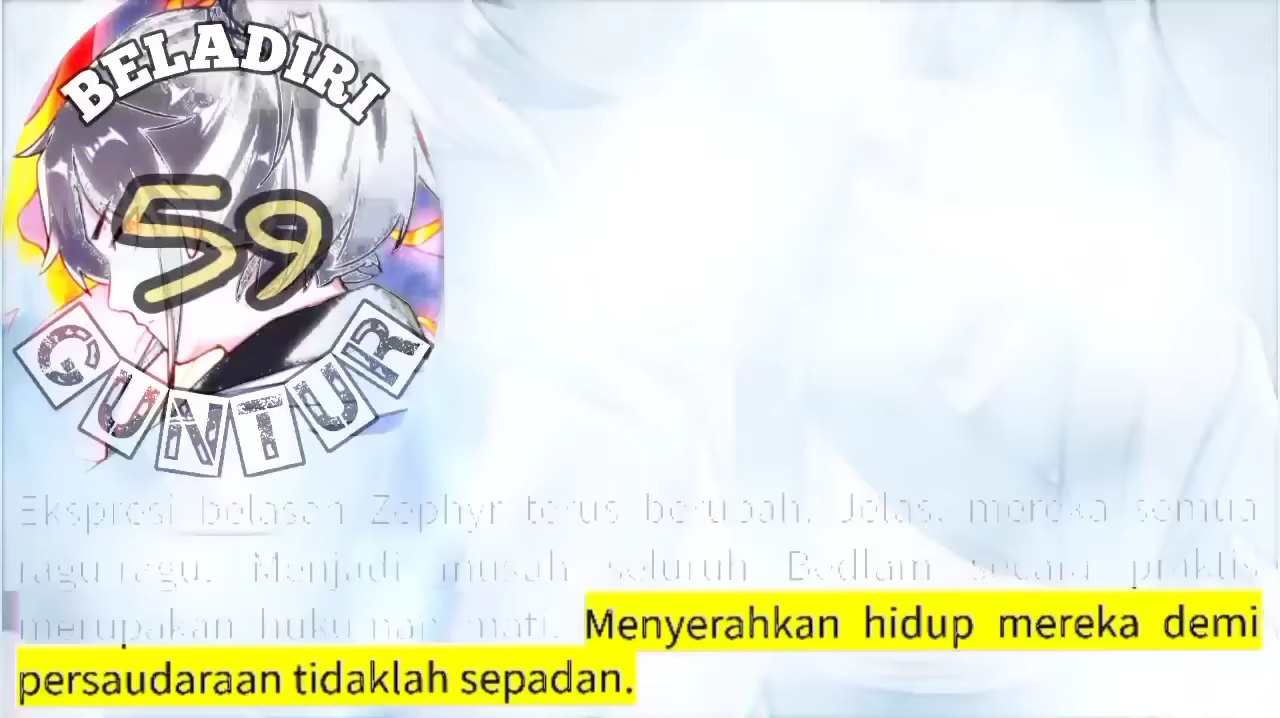 BELADIRI
59
GUNTUR
Ekspresi belasan Zephyr terus berubah. Jelas, mereka semua
ragu-ragu. Menjadi musuh seluruh Bedlam secara praktis
merupakan hukuman mati. Menyerahkan hidup mereka demi
persaudaraan tidaklah sepadan.